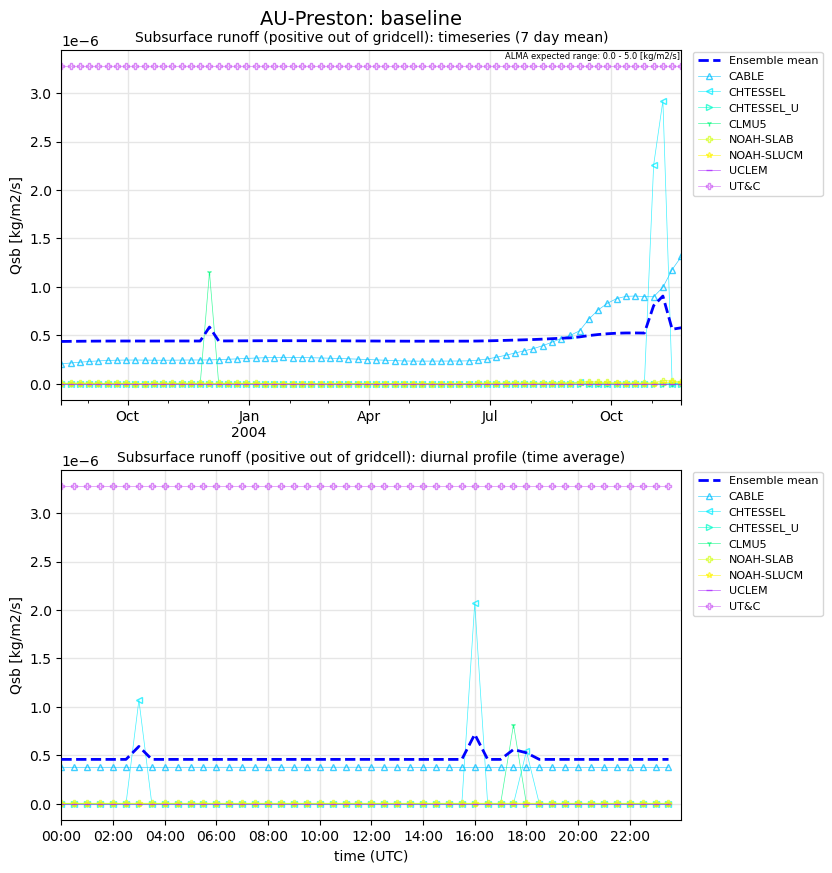 AU-Preston: baseline
Subsurface runoff (positive out of gridcell): timeseries (7 day mean)
1e−6
ALMA expected range: 0.0 - 5.0 [kg/m2/s]
3.0
2.5
2.0
1.5
1.0
0.5
0.0
Qsb [kg/m2/s]
Oct
Jan
2004
Apr
Jul
Oct
Ensemble mean
CABLE
CHTESSEL
CHTESSEL_U
CLMU5
NOAH-SLAB
NOAH-SLUCM
UCLEM
UT&C
Subsurface runoff (positive out of gridcell): diurnal profile (time average)
1e−6
3.0
2.5
2.0
1.5
1.0
0.5
0.0
Qsb [kg/m2/s]
00:00
02:00
04:00
06:00
08:00
10:00
12:00
14:00
16:00
18:00
20:00
22:00
time (UTC)
Ensemble mean
CABLE
CHTESSEL
CHTESSEL_U
CLMU5
NOAH-SLAB
NOAH-SLUCM
UCLEM
UT&C